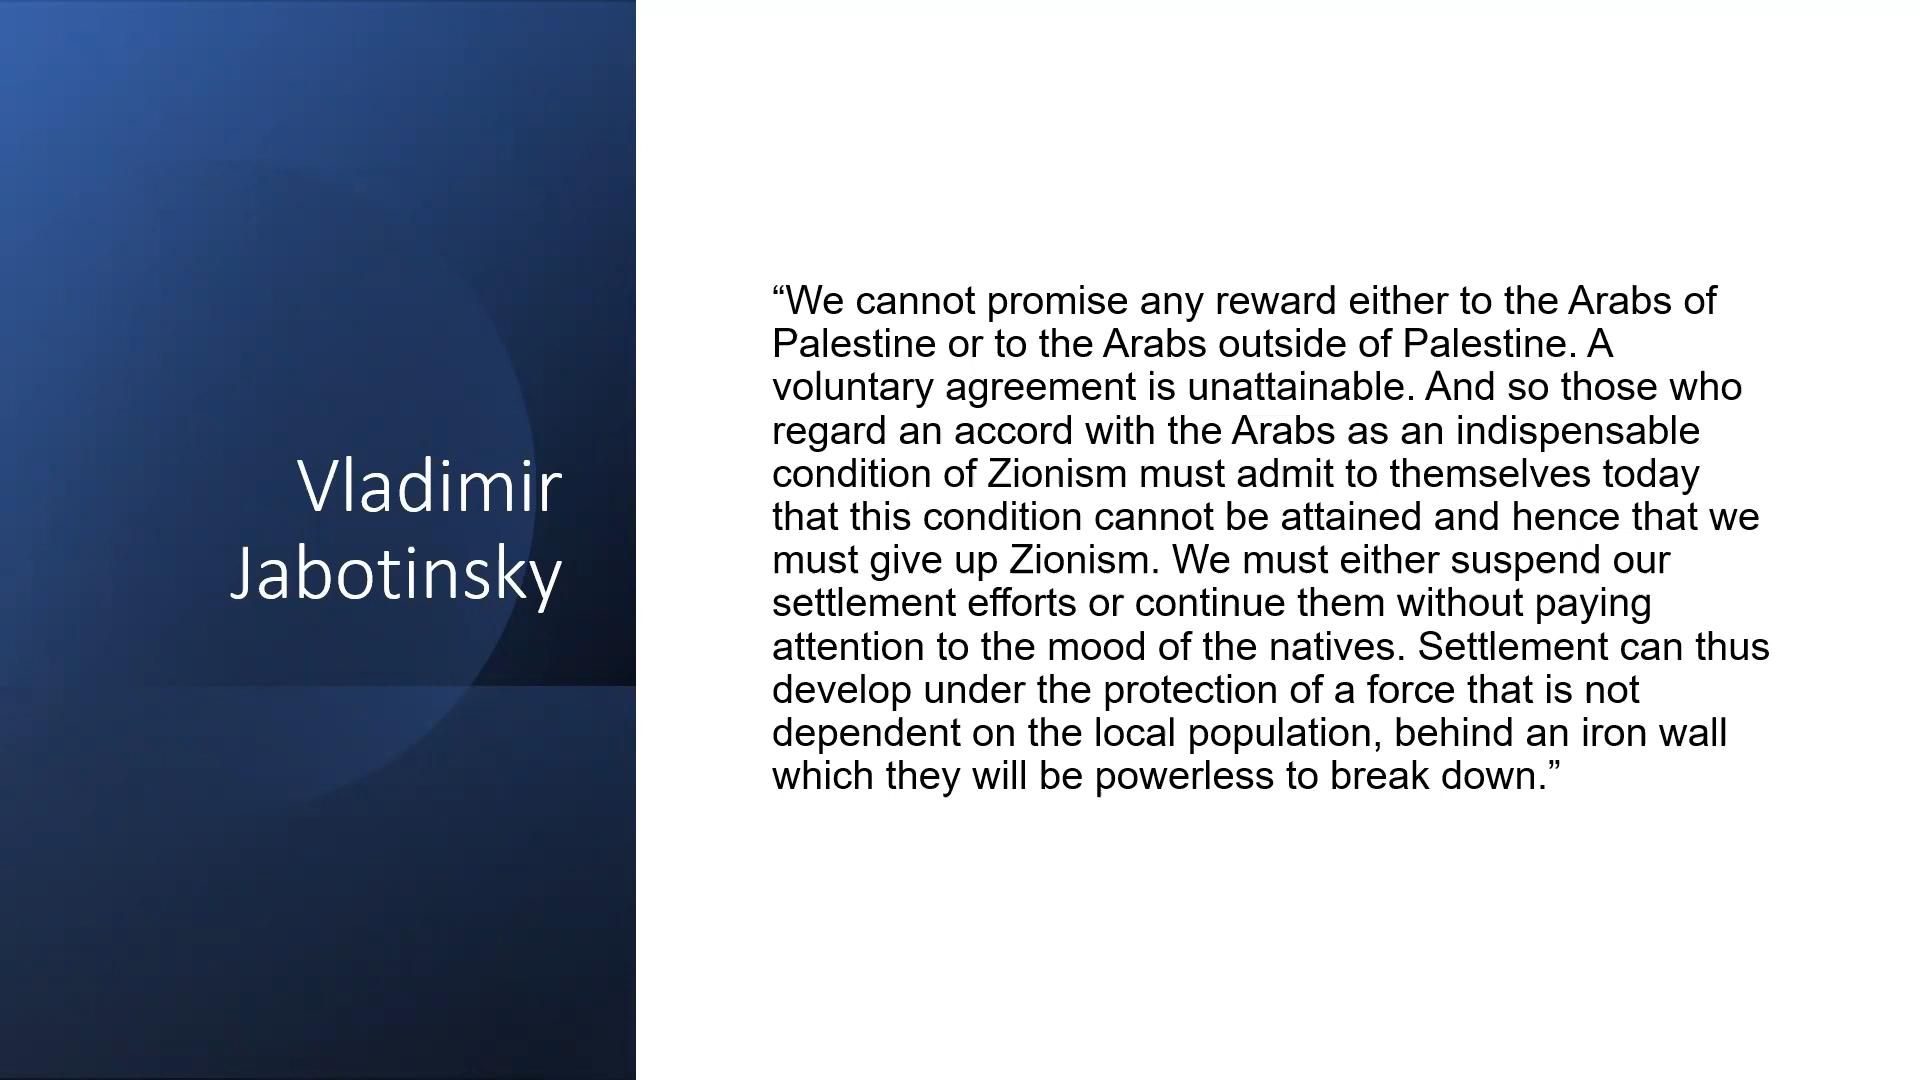 Vladimir
Jabotinsky
“We cannot promise any reward either to the Arabs of
Palestine or to the Arabs outside of Palestine. A
voluntary agreement is unattainable. And so those who
regard an accord with the Arabs as an indispensable
condition of Zionism must admit to themselves today
that this condition cannot be attained and hence that we
must give up Zionism. We must either suspend our
settlement efforts or continue them without paying
attention to the mood of the natives. Settlement can thus
develop under the protection of a force that is not
dependent on the local population, behind an iron wall
which they will be powerless to break down.”